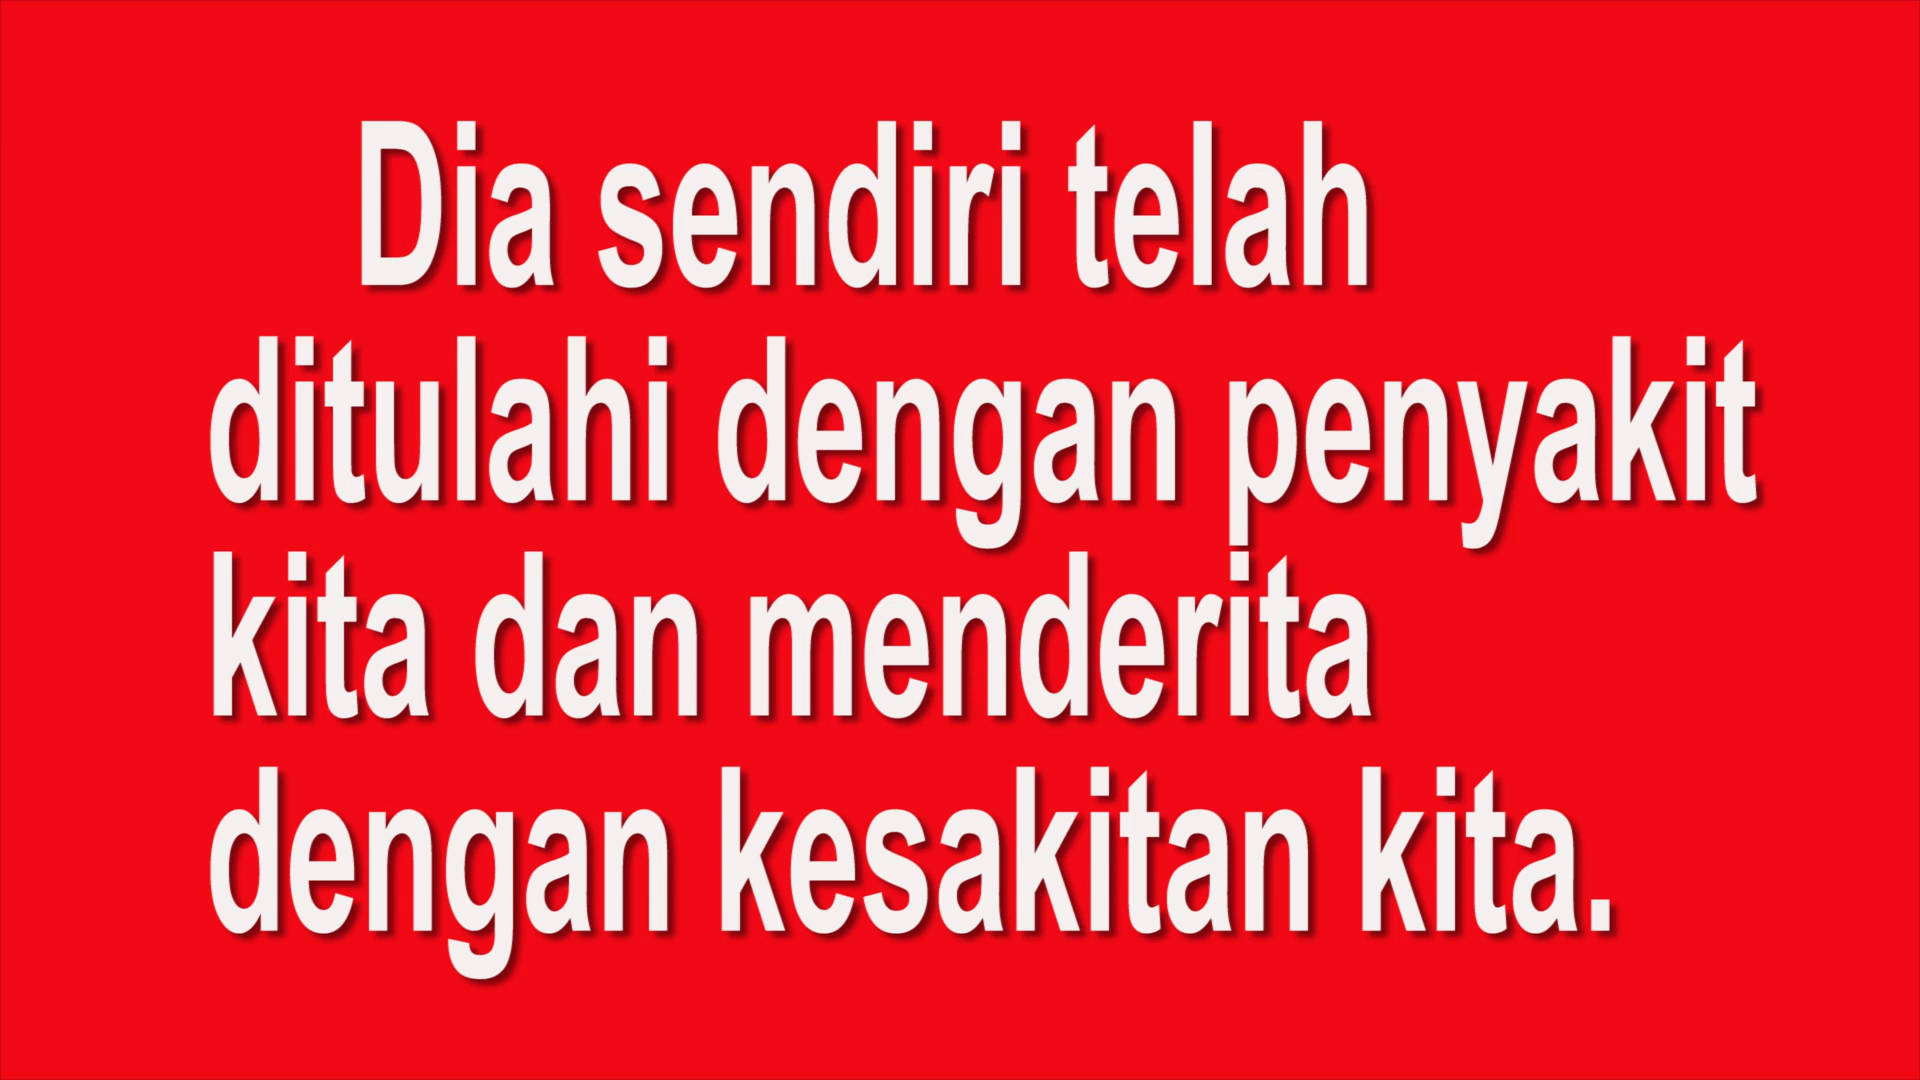 Dia sendiri telah
ditulahi dengan penyakit
kita dan menderita
dengan kesakitan kita.